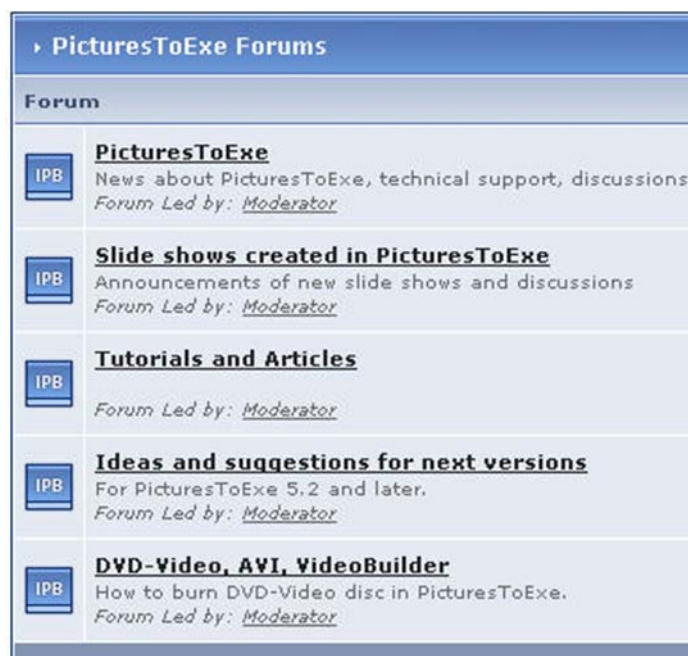 PicturesToExe Forums
Forum
IPB
PicturesToExe
News about PicturesToExe, technical support, discussions
Forum Led by: Moderator
IPB
Slide shows created in PicturesToExe
Announcements of new slide shows and discussions
Forum Led by: Moderator
IPB
Tutorials and Articles
Forum Led by: Moderator
IPB
Ideas and suggestions for next versions
For PicturesToExe 5.2 and later.
Forum Led by: Moderator
IPB
DVD-Video, AVI, VideoBuilder
How to burn DVD-Video disc in PicturesToExe.
Forum Led by: Moderator